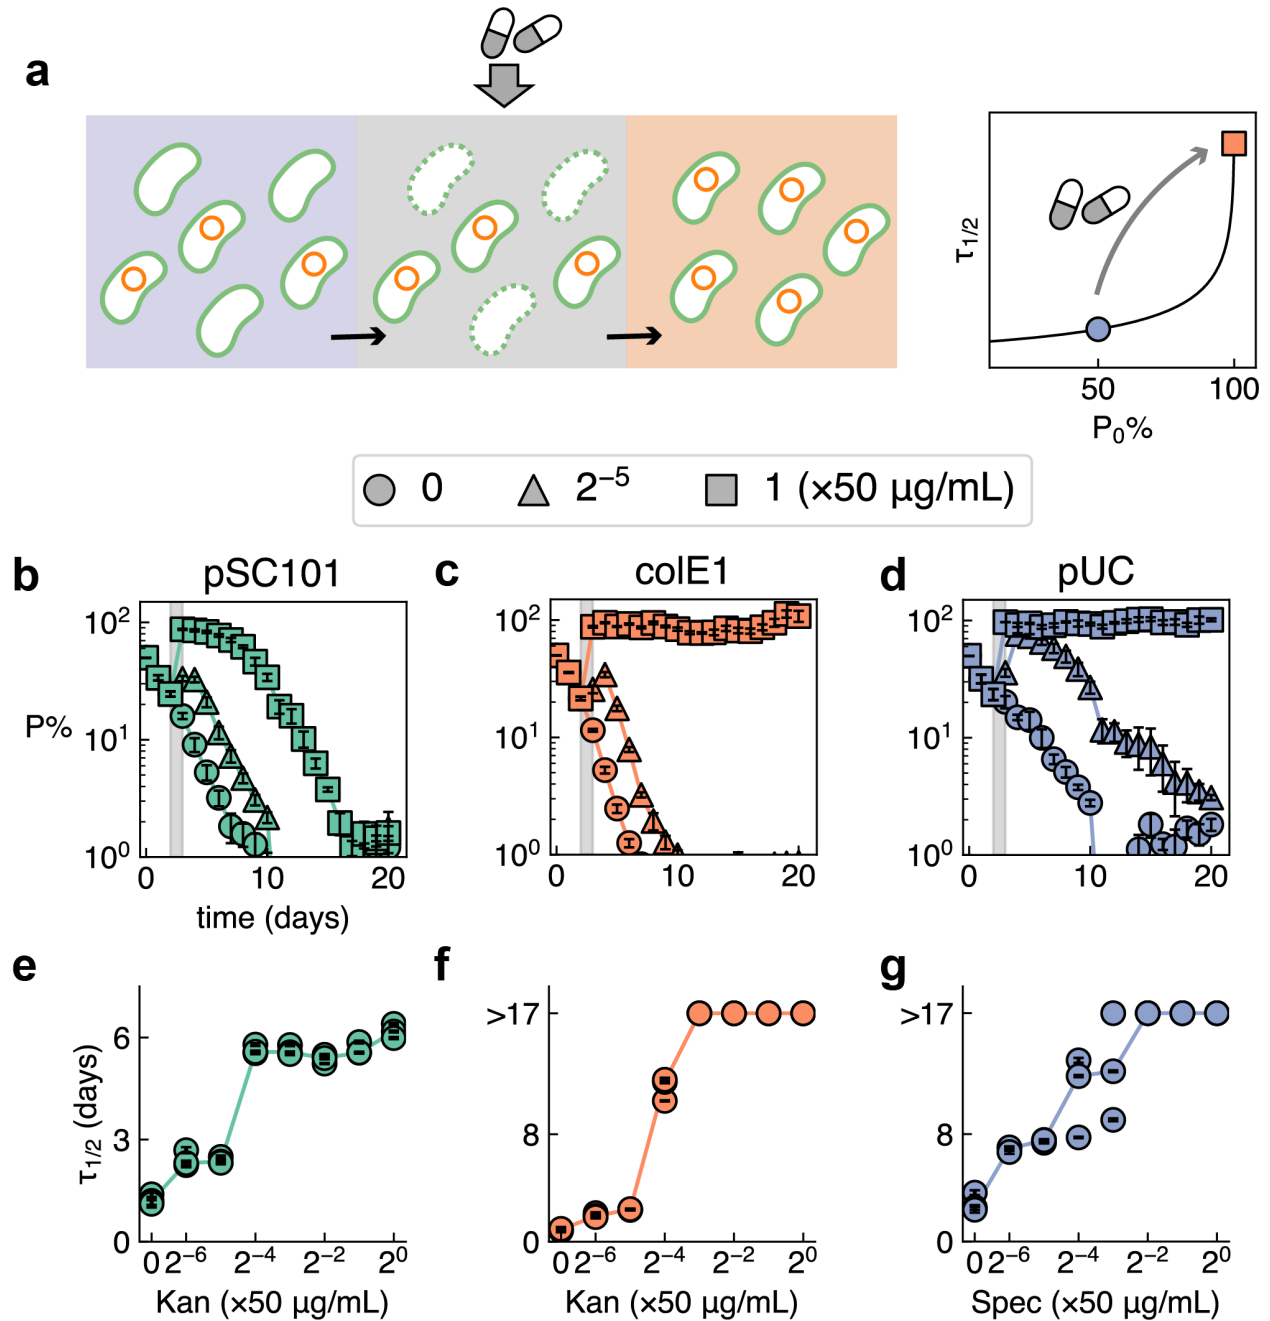 a
τ1/2
50 100
P₀%
0 2⁻⁵ 1 (×50 μg/mL)
b pSC101
c colE1
d pUC
P%
10²
10¹
10⁰
0 10 20
time (days)
10²
10¹
10⁰
0 10 20
10²
10¹
10⁰
0 10 20
e
τ1/2 (days)
6
3
0
0 2⁻⁶ 2⁻⁴ 2⁻² 2⁰
Kan (×50 μg/mL)
f
>17
8
0
0 2⁻⁶ 2⁻⁴ 2⁻² 2⁰
Kan (×50 μg/mL)
g
>17
8
0
0 2⁻⁶ 2⁻⁴ 2⁻² 2⁰
Spec (×50 μg/mL)